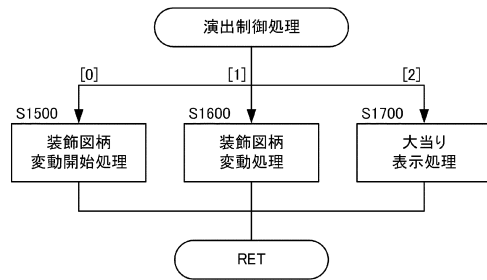 演出制御処理
[0]
[1]
[2]
S1500
S1600
S1700
装飾図柄
変動開始処理
装飾図柄
変動処理
大当り
表示処理
RET